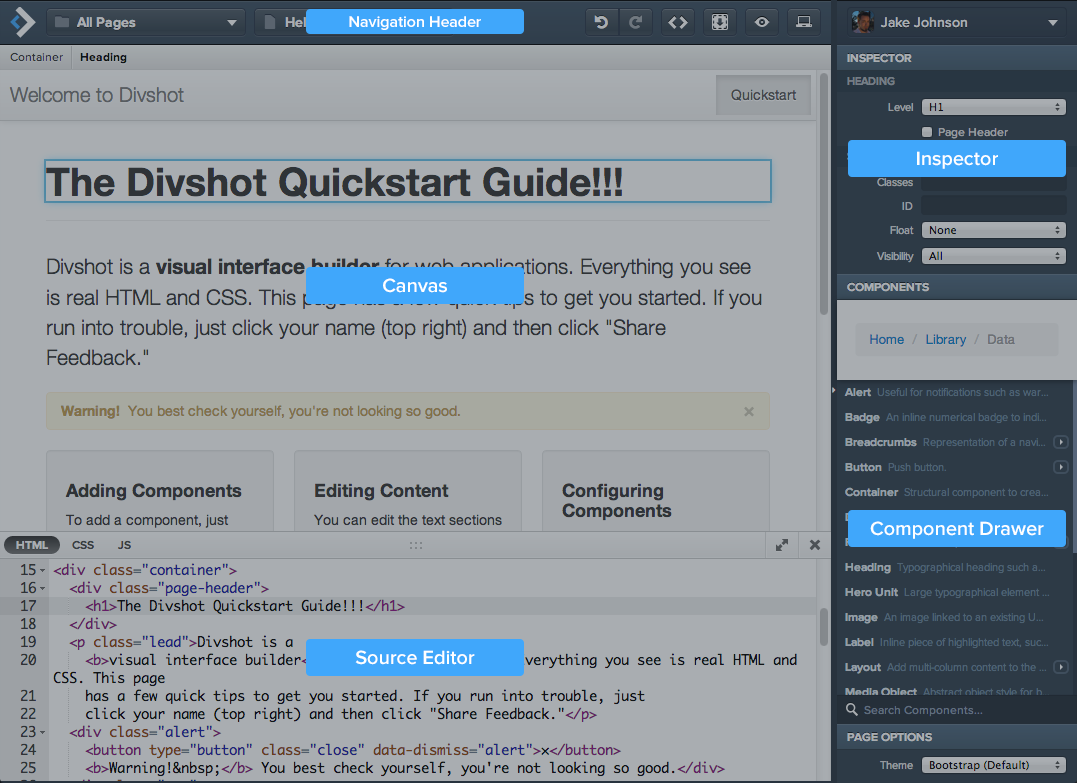 All Pages
Hel
Navigation Header
Jake Johnson
Container
Heading
INSPECTOR
HEADING
Welcome to Divshot
Quickstart
Level
H1
Page Header
Inspector
The Divshot Quickstart Guide!!!
Classes
ID
Float
None
Visibility
All
Divshot is a visual interface builder for web applications. Everything you see
is real HTML and CSS. This
Canvas
to get you started. If you
run into trouble, just click your name (top right) and then click "Share
Feedback."
COMPONENTS
Home / Library / Data
Warning! You best check yourself, you're not looking so good.
×
Alert Useful for notifications such as war...
Badge An inline numerical badge to indi...
Breadcrumbs Representation of a navi...
Button Push button.
Container Structural component to crea...
Component Drawer
Heading Typographical heading such a...
Hero Unit Large typographical element ...
Image An image linked to an existing U...
Label Inline piece of highlighted text, suc...
Layout Add multi-column content to the ...
Media Object Abstract object style for b
Search Components...
PAGE OPTIONS
Theme
Bootstrap (Default)
Adding Components
To add a component, just
Editing Content
You can edit the text sections
Configuring
Components
HTML
CSS
JS
15 <div class="container">
16 <div class="page-header">
17 <h1>The Divshot Quickstart Guide!!!</h1>
18 </div>
19 <p class="lead">Divshot is a
20 <b>visual interface builder<
Source Editor
verything you see is real HTML and
CSS. This page
21 has a few quick tips to get you started. If you run into trouble, just
22 click your name (top right) and then click "Share Feedback."</p>
23 <div class="alert">
24 <button type="button" class="close" data-dismiss="alert">x</button>
25 <b>Warning!&nbsp;</b> You best check yourself, you're not looking so good.</div>